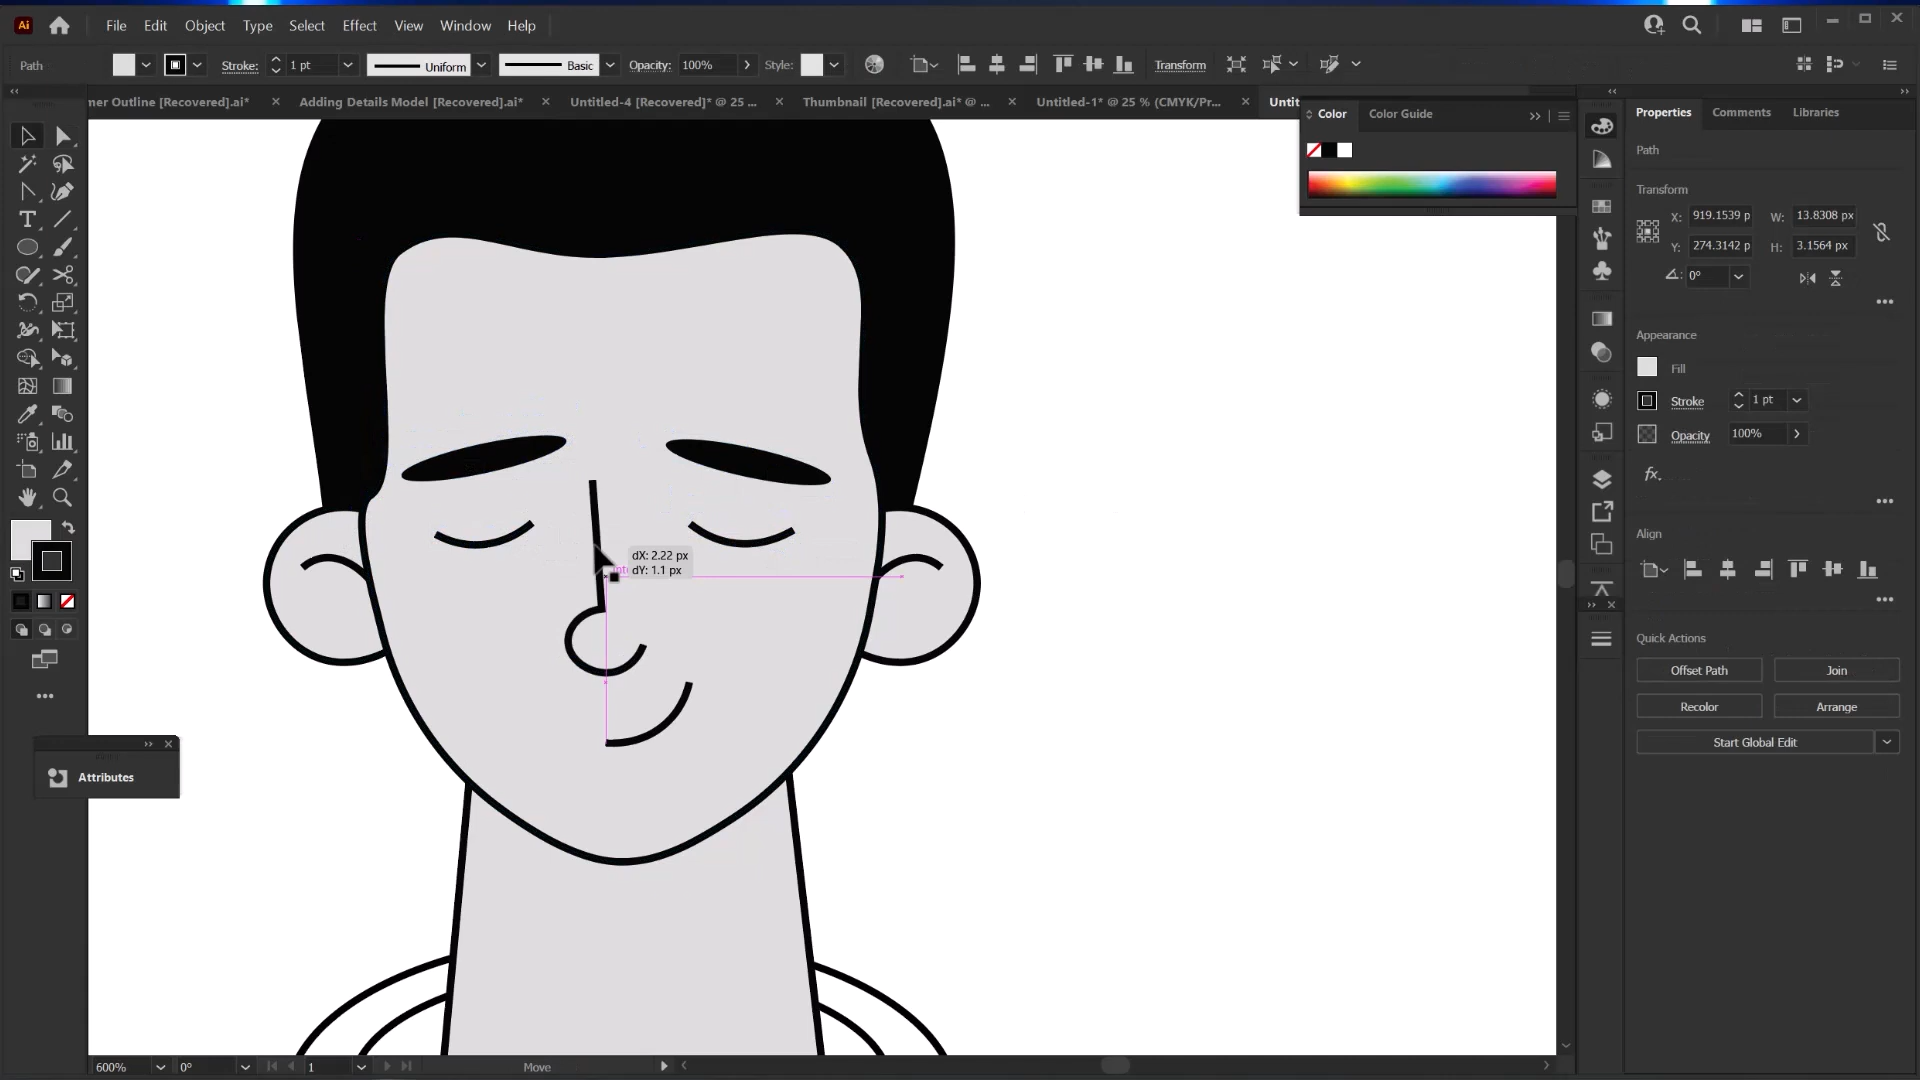 Ai File Edit Object Type Select Effect View Window Help
Path Stroke: 1 pt Uniform Basic Opacity: 100% Style: Transform
ner Outline [Recovered].ai* Adding Details Model [Recovered].ai* Untitled-4 [Recovered]* @ 25 ... Thumbnail [Recovered].ai* @ ... Untitled-1* @ 25 % (CMYK/Pr... Untit
Color Color Guide
Properties Comments Libraries
Path
Transform
X: 919.1539 p W: 13.8308 px
Y: 274.3142 p H: 3.1564 px
0°
Appearance
Fill
Stroke 1 pt
Opacity 100%
fx.
Align
dX: 2.22 px
dY: 1.1 px
Quick Actions
Offset Path Join
Recolor Arrange
Start Global Edit
Attributes
600% 0° 1 Move